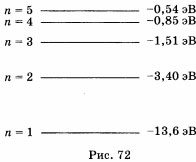 n = 5 −0,54 эВ
n = 4 −0,85 эВ
n = 3 −1,51 эВ
n = 2 −3,40 эВ
n = 1 −13,6 эВ
Рис. 72